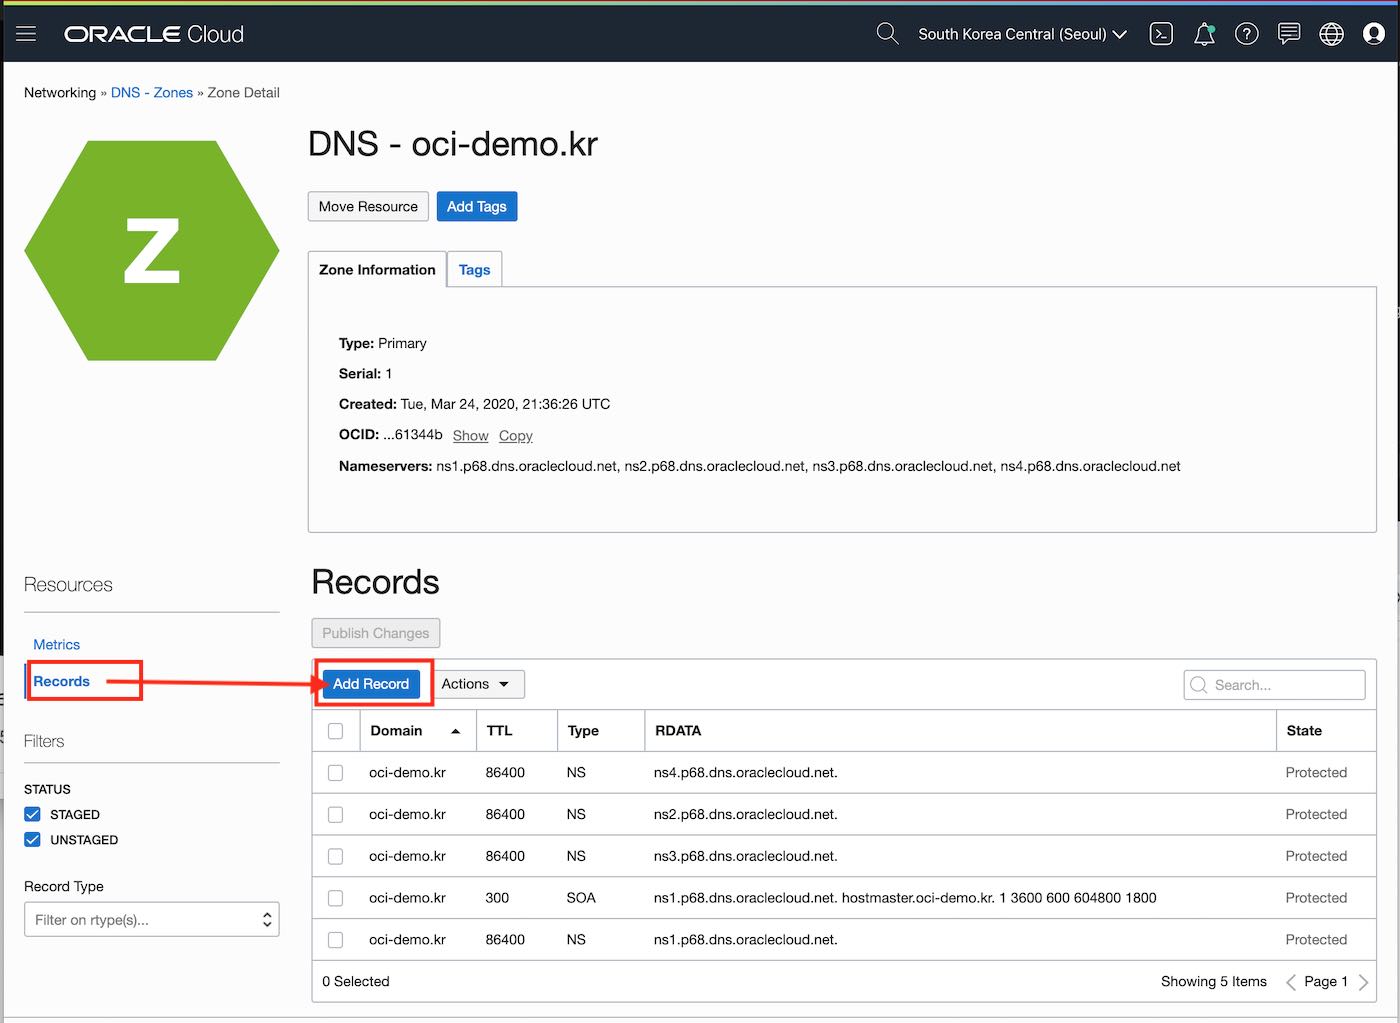 ORACLE Cloud
South Korea Central (Seoul)
Networking » DNS - Zones » Zone Detail
Z
DNS - oci-demo.kr
Move Resource Add Tags
Zone Information Tags
Type: Primary
Serial: 1
Created: Tue, Mar 24, 2020, 21:36:26 UTC
OCID: ...61344b Show Copy
Nameservers: ns1.p68.dns.oraclecloud.net, ns2.p68.dns.oraclecloud.net, ns3.p68.dns.oraclecloud.net, ns4.p68.dns.oraclecloud.net
Resources
Metrics
Records
Filters
STATUS
STAGED
UNSTAGED
Record Type
Filter on rtype(s)...
Records
Publish Changes
Add Record Actions Search...
Domain TTL Type RDATA State
oci-demo.kr 86400 NS ns4.p68.dns.oraclecloud.net. Protected
oci-demo.kr 86400 NS ns2.p68.dns.oraclecloud.net. Protected
oci-demo.kr 86400 NS ns3.p68.dns.oraclecloud.net. Protected
oci-demo.kr 300 SOA ns1.p68.dns.oraclecloud.net. hostmaster.oci-demo.kr. 1 3600 600 604800 1800 Protected
oci-demo.kr 86400 NS ns1.p68.dns.oraclecloud.net. Protected
0 Selected Showing 5 Items Page 1